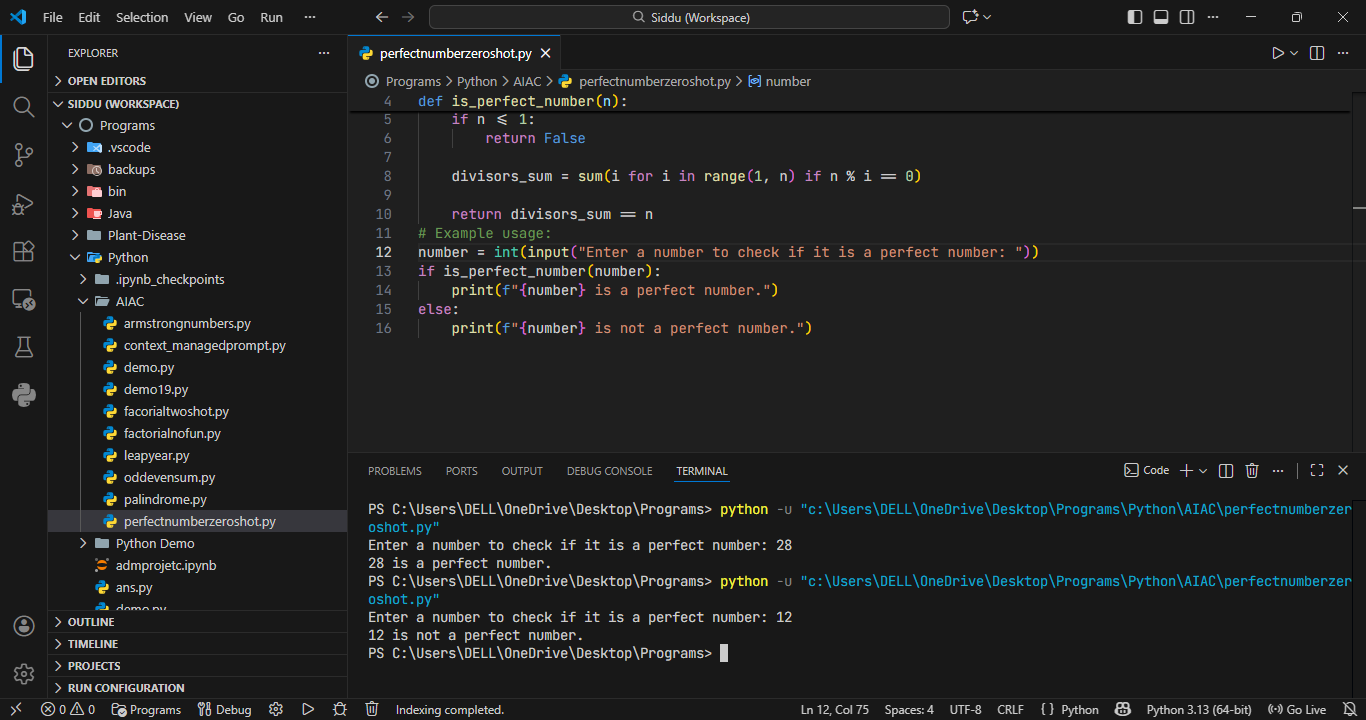 File Edit Selection View Go Run ···
Siddu (Workspace)
EXPLORER ···
OPEN EDITORS
SIDDU (WORKSPACE)
Programs
.vscode
backups
bin
Java
Plant-Disease
Python
.ipynb_checkpoints
AIAC
armstrongnumbers.py
context_managedprompt.py
demo.py
demo19.py
facorialtwoshot.py
factorialnofun.py
leapyear.py
oddevensum.py
palindrome.py
perfectnumberzeroshot.py
Python Demo
admprojetc.ipynb
ans.py
demo.py
OUTLINE
TIMELINE
PROJECTS
RUN CONFIGURATION
perfectnumberzeroshot.py
Programs > Python > AIAC > perfectnumberzeroshot.py > number
4 def is_perfect_number(n):
5 if n <= 1:
6 return False
7
8 divisors_sum = sum(i for i in range(1, n) if n % i == 0)
9
10 return divisors_sum == n
11 # Example usage:
12 number = int(input("Enter a number to check if it is a perfect number: "))
13 if is_perfect_number(number):
14 print(f"{number} is a perfect number.")
15 else:
16 print(f"{number} is not a perfect number.")
PROBLEMS PORTS OUTPUT DEBUG CONSOLE TERMINAL Code
PS C:\Users\DELL\OneDrive\Desktop\Programs> python -u "c:\Users\DELL\OneDrive\Desktop\Programs\Python\AIAC\perfectnumberzer
oshot.py"
Enter a number to check if it is a perfect number: 28
28 is a perfect number.
PS C:\Users\DELL\OneDrive\Desktop\Programs> python -u "c:\Users\DELL\OneDrive\Desktop\Programs\Python\AIAC\perfectnumberzer
oshot.py"
Enter a number to check if it is a perfect number: 12
12 is not a perfect number.
PS C:\Users\DELL\OneDrive\Desktop\Programs>
0 0 Programs Debug Indexing completed. Ln 12, Col 75 Spaces: 4 UTF-8 CRLF { } Python Python 3.13 (64-bit) Go Live